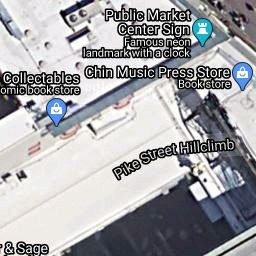 Public Market
Center Sign
Famous neon
landmark with a clock
Chin Music Press Store
Book store
Collectables
omic book store
Pike Street Hillclimb
r & Sage